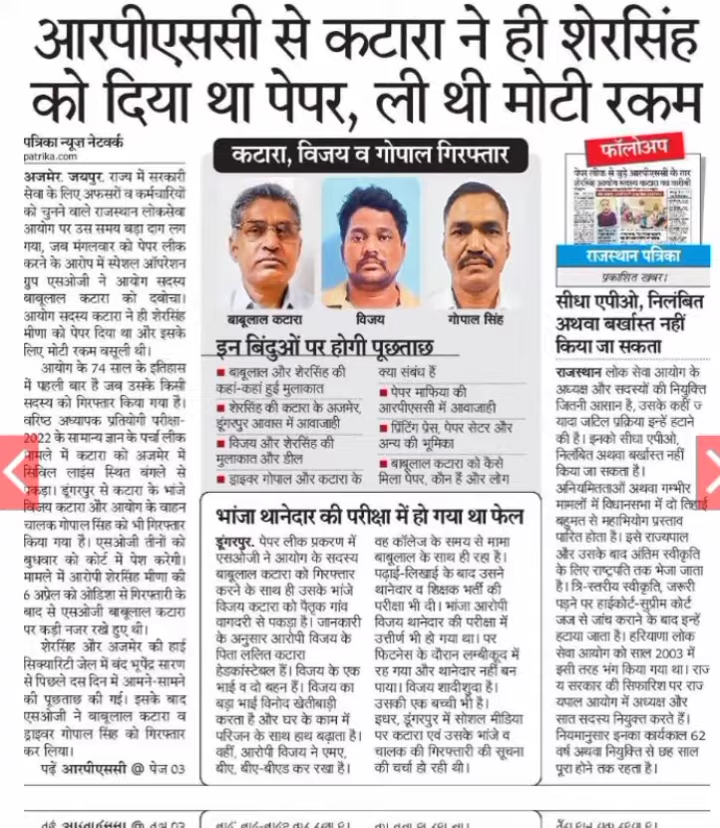 आरपीएससी से कटारा ने ही शेरसिंह
को दिया था पेपर, ली थी मोटी रकम
पत्रिका न्यूज़ नेटवर्क
patrika.com
अजमेर. जयपुर. राज्य में सरकारी
सेवा के लिए अफसरों व कर्मचारियों
को चुनने वाले राजस्थान लोकसेवा
आयोग पर उस समय बड़ा दाग लग
गया, जब मंगलवार को पेपर लीक
करने के आरोप में स्पेशल ऑपरेशन
ग्रुप एसओजी ने आयोग सदस्य
बाबूलाल कटारा को दबोचा।
आयोग सदस्य कटारा ने ही शेरसिंह
मीणा को पेपर दिया था और इसके
लिए मोटी रकम वसूली थी।
आयोग के 74 साल के इतिहास
में पहली बार है जब उसके किसी
सदस्य को गिरफ्तार किया गया है।
वरिष्ठ अध्यापक प्रतियोगी परीक्षा-
2022 के सामान्य ज्ञान के पर्चा लीक
मामले में कटारा को अजमेर में
सिविल लाइंस स्थित बंगले से
पकड़ा। डूंगरपुर से कटारा के भांजे
विजय कटारा और आयोग के वाहन
चालक गोपाल सिंह को भी गिरफ्तार
किया गया है। एसओजी तीनों को
बुधवार को कोर्ट में पेश करेगी।
मामले में आरोपी शेरसिंह मीणा की
6 अप्रेल को ओडिशा से गिरफ्तारी के
बाद से एसओजी बाबूलाल कटारा
पर कड़ी नजर रखे हुए थी।
शेरसिंह और अजमेर की हाई
सिक्यारिटी जेल में बंद भूपेंद्र सारण
से पिछले दस दिन में आमने-सामने
की पूछताछ की गई। इसके बाद
एसओजी ने बाबूलाल कटारा व
ड्राइवर गोपाल सिंह को गिरफ्तार
कर लिया।
पढ़ें आरपीएससी @ पेज 03
कटारा, विजय व गोपाल गिरफ्तार
बाबूलाल कटारा विजय गोपाल सिंह
इन बिंदुओं पर होगी पूछताछ
■ बाबूलाल और शेरसिंह की
कहां-कहां हुई मुलाकात
■ शेरसिंह की कटारा के अजमेर,
डूंगरपुर आवास में आवाजाही
■ विजय और शेरसिंह की
मुलाकात और डील
■ ड्राइवर गोपाल और कटारा के
क्या संबंध हैं
■ पेपर माफिया की
आरपीएससी में आवाजाही
■ प्रिंटिंग प्रेस, पेपर सेटर और
अन्य की भूमिका
■ बाबूलाल कटारा को कैसे
मिला पेपर, कौन हैं और लोग
भांजा थानेदार की परीक्षा में हो गया था फेल
डूंगरपुर. पेपर लीक प्रकरण में
एसओजी ने आयोग के सदस्य
बाबूलाल कटारा को गिरफ्तार
करने के साथ ही उसके भांजे
विजय कटारा को पैतृक गांव
वागदरी से पकड़ा है। जानकारी
के अनुसार आरोपी विजय के
पिता ललित कटारा
हेडकांस्टेबल हैं। विजय के एक
भाई व दो बहन हैं। विजय का
बड़ा भाई विनोद खेतीबाड़ी
करता है और घर के काम में
परिजन के साथ हाथ बढ़ाता है।
वहीं, आरोपी विजय ने एमए,
बीए, बीए-बीएड कर रखा है।
वह कॉलेज के समय से मामा
बाबूलाल के साथ ही रहा है।
पढ़ाई-लिखाई के बाद उसने
थानेदार व शिक्षक भर्ती की
परीक्षा भी दी। भांजा आरोपी
विजय थानेदार की परीक्षा में
उत्तीर्ण भी हो गया था। पर
फिटनेस के दौरान लम्बीकूद में
रह गया और थानेदार नहीं बन
पाया। विजय शादीशुदा है।
उसकी एक बच्ची भी है।
इधर, डूंगरपुर में सोशल मीडिया
पर कटारा एवं उसके भांजे व
चालक की गिरफ्तारी की सूचना
की चर्चा हो रही थी।
फॉलोअप
राजस्थान पत्रिका
प्रकाशित खबर।
सीधा एपीओ, निलंबित
अथवा बर्खास्त नहीं
किया जा सकता
राजस्थान लोक सेवा आयोग के
अध्यक्ष और सदस्यों की नियुक्ति
जितनी आसान है, उसके कहीं ज्
यादा जटिल प्रक्रिया इन्हें हटाने
की है। इनको सीधा एपीओ,
निलंबित अथवा बर्खास्त नहीं
किया जा सकता है।
अनियमितताओं अथवा गम्भीर
मामलों में विधानसभा में दो तिहाई
बहुमत से महाभियोग प्रस्ताव
पारित होता है। इसे राज्यपाल
और उसके बाद अंतिम स्वीकृति
के लिए राष्ट्रपति तक भेजा जाता
है। त्रि-स्तरीय स्वीकृति, जरूरी
पड़ने पर हाईकोर्ट-सुप्रीम कोर्ट
जज से जांच कराने के बाद इन्हें
हटाया जाता है। हरियाणा लोक
सेवा आयोग को साल 2003 में
इसी तरह भंग किया गया था। राज
य सरकार की सिफारिश पर राज
यपाल आयोग में अध्यक्ष और
सात सदस्य नियुक्त करते हैं।
नियमानुसार इनका कार्यकाल 62
वर्ष अथवा नियुक्ति से छह साल
पूरा होने तक रहता है।